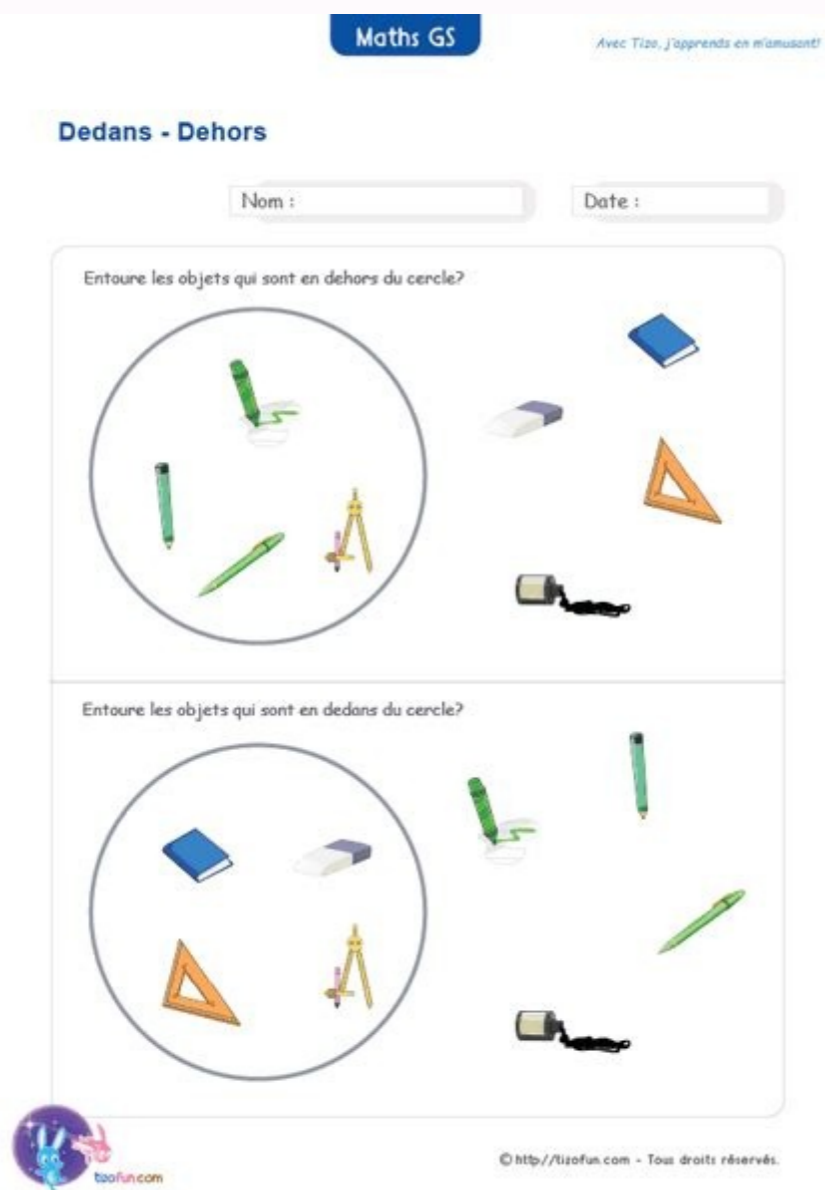 Maths GS
Avec Tizo, j'apprends en m'amusant!
Dedans - Dehors
Nom :
Date :
Entoure les objets qui sont en dehors du cercle?
Entoure les objets qui sont en dedans du cercle?
tizofun.com
© http://tizofun.com - Tous droits réservés.